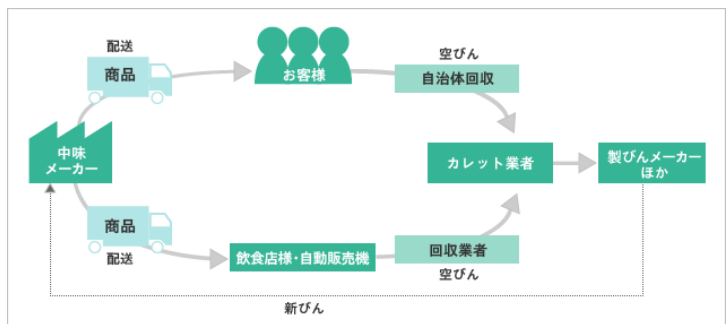 配送
商品
お客様
空びん
自治体回収
中味
メーカー
カレット業者
製びんメーカー
ほか
商品
配送
飲食店様・自動販売機
回収業者
空びん
新びん